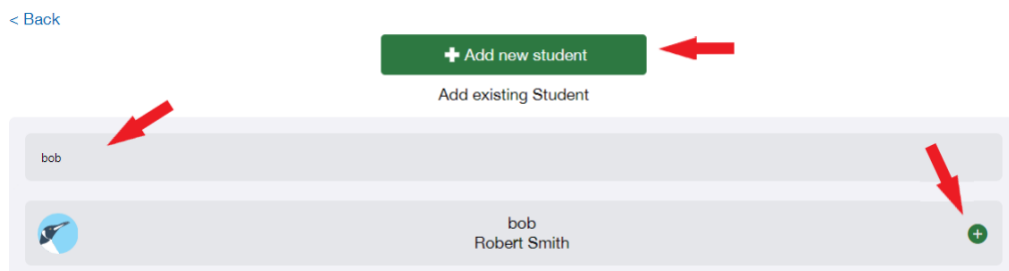 < Back
Add new student
Add existing Student
bob
bob
Robert Smith